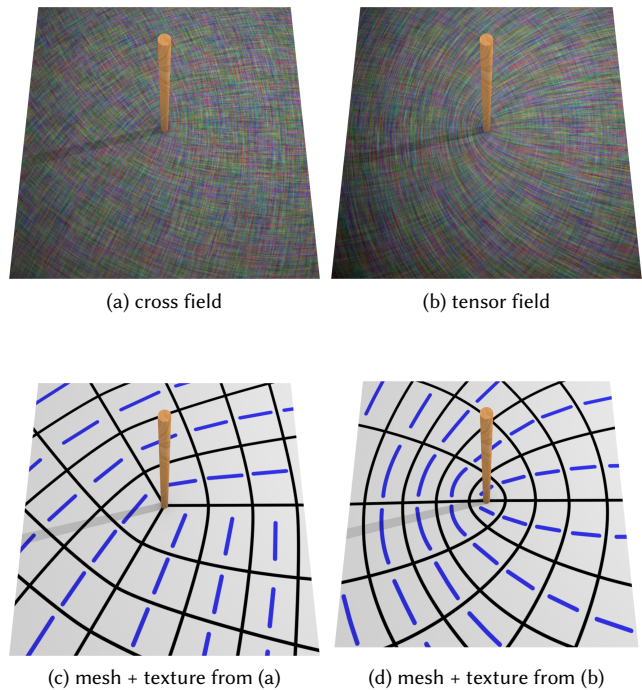 (a) cross field
(b) tensor field
(c) mesh + texture from (a)
(d) mesh + texture from (b)